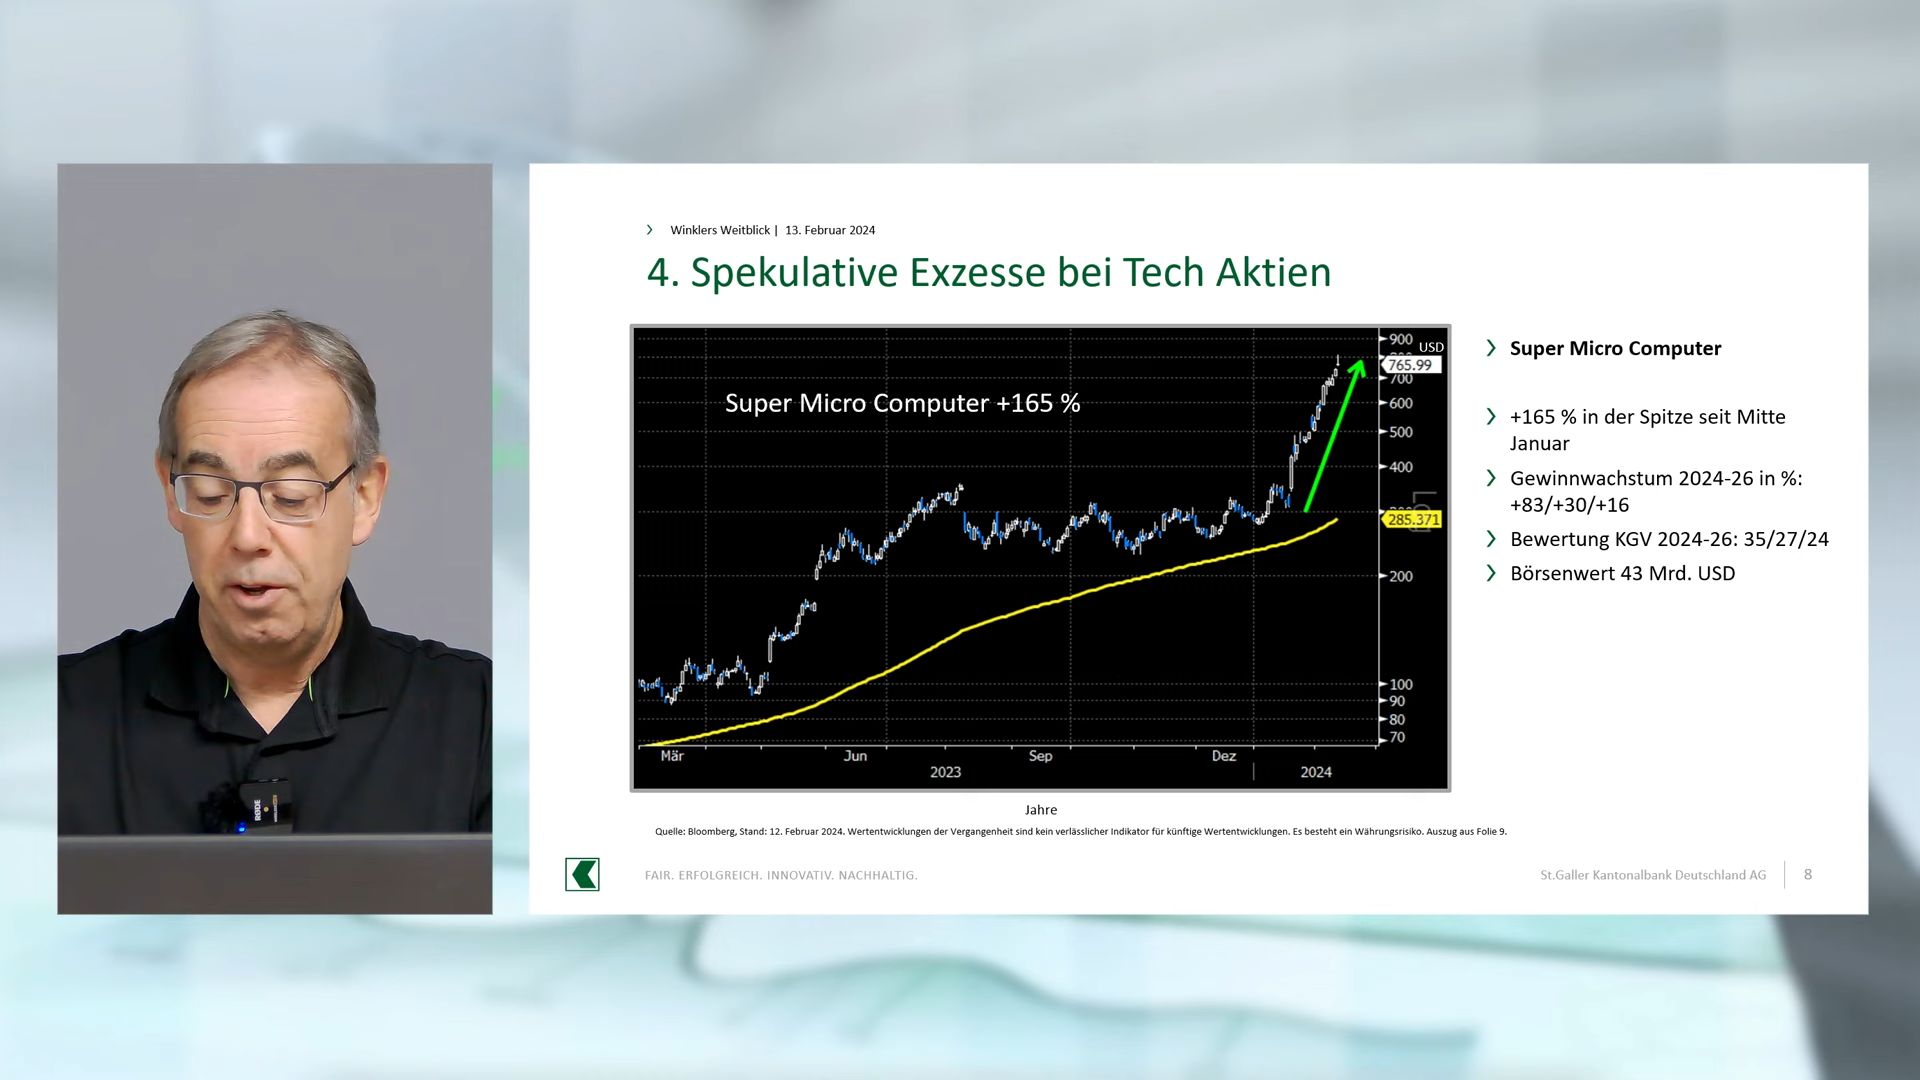 Winklers Weitblick | 13. Februar 2024
4. Spekulative Exzesse bei Tech Aktien
Super Micro Computer +165 %
USD
900
765.99
700
600
500
400
285.371
200
100
90
80
70
Mär
Jun
Sep
Dez
2023
2024
Jahre
Super Micro Computer
+165 % in der Spitze seit Mitte
Januar
Gewinnwachstum 2024-26 in %:
+83/+30/+16
Bewertung KGV 2024-26: 35/27/24
Börsenwert 43 Mrd. USD
Quelle: Bloomberg, Stand: 12. Februar 2024. Wertentwicklungen der Vergangenheit sind kein verlässlicher Indikator für künftige Wertentwicklungen. Es besteht ein Währungsrisiko. Auszug aus Folie 9.
FAIR. ERFOLGREICH. INNOVATIV. NACHHALTIG.
St.Galler Kantonalbank Deutschland AG
8
RØDE